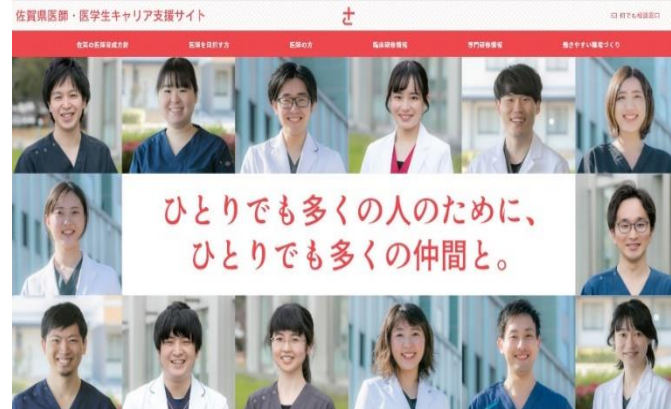 佐賀県医師・医学生キャリア支援サイト
さ
何でも相談窓口
佐賀の医師育成方針
医師を目指す方
医師の方
臨床研修情報
専門研修情報
働きやすい職場づくり
ひとりでも多くの人のために、
ひとりでも多くの仲間と。